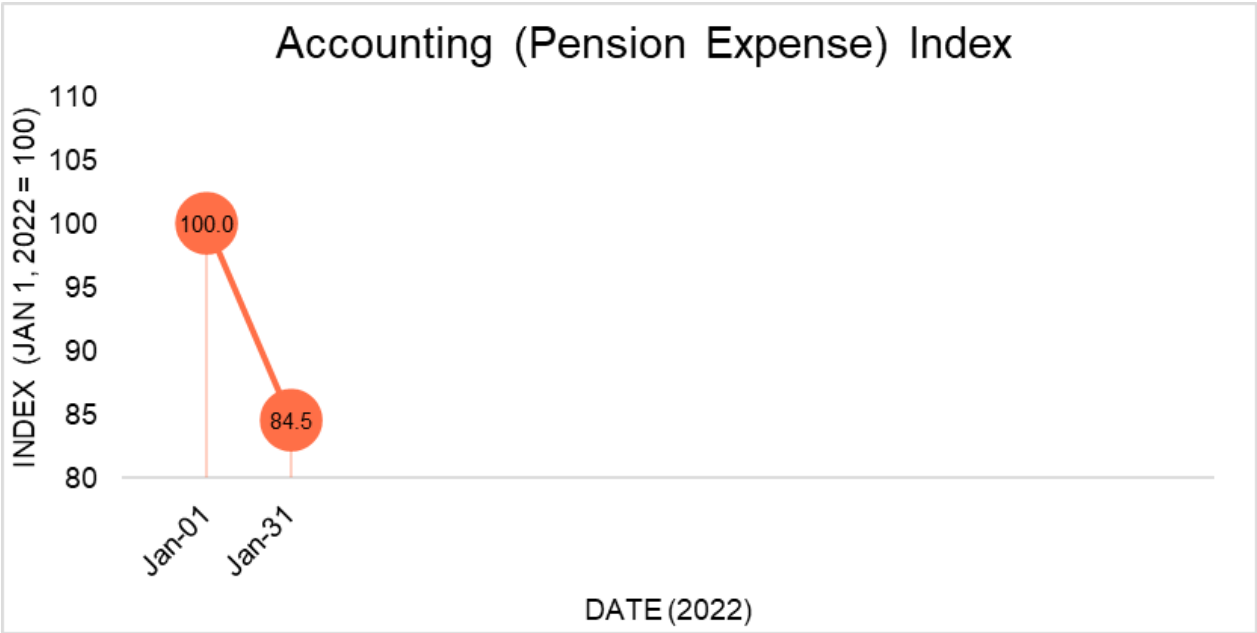 Accounting (Pension Expense) Index
INDEX (JAN 1, 2022 = 100)
110
105
100
95
90
85
80
100.0
84.5
Jan-01
Jan-31
DATE (2022)